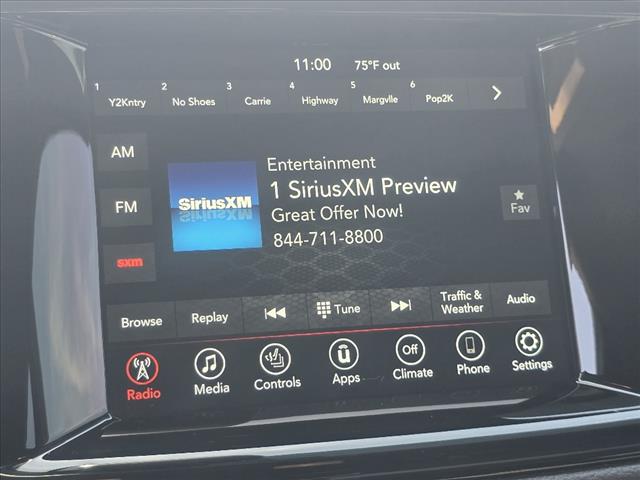 11:00 75°F out
1 Y2Kntry 2 No Shoes 3 Carrie 4 Highway 5 Margvlle 6 Pop2K
AM
FM
sxm
SiriusXM
Entertainment
1 SiriusXM Preview
Great Offer Now!
844-711-8800
Fav
Browse Replay Tune Traffic &
Weather Audio
Radio Media Controls Apps Off
Climate Phone Settings